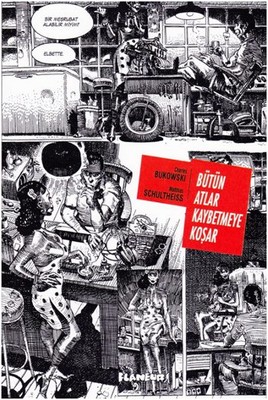 BİR MEŞRUBAT
ALABİLİR MİYİM?
ELBETTE.
Charles
BUKOWSKI
Matthias
SCHULTHEISS
BÜTÜN
ATLAR
KAYBETMEYE
KOŞAR
FLANEUR